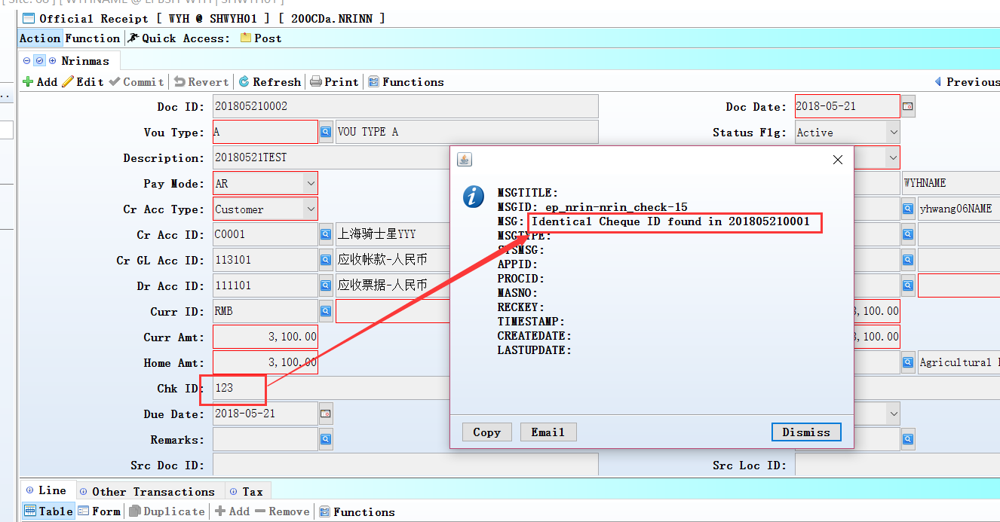 Official Receipt [ WYH @ SHWYH01 ] [ 200CDa.NRINN ]
Action Function Quick Access: Post
Nrinmas
Add Edit Commit Revert Refresh Print Functions Previous
Doc ID: 201805210002 Doc Date: 2018-05-21
Vou Type: A VOU TYPE A Status Flg: Active
Description: 20180521TEST
Pay Mode: AR WYHNAME
Cr Acc Type: Customer yhwang06NAME
Cr Acc ID: C0001 上海骑士星YYY
Cr GL Acc ID: 113101 应收帐款-人民币
Dr Acc ID: 111101 应收票据-人民币
Curr ID: RMB 3,100.00
Curr Amt: 3,100.00 3,100.00
Home Amt: 3,100.00 Agricultural
Chk ID: 123
Due Date: 2018-05-21
Remarks:
Src Doc ID: Src Loc ID:
MSGTITLE:
MSGID: ep_nrin-nrin_check-15
MSG: Identical Cheque ID found in 201805210001
MSGTYPE:
SYSMSG:
APPID:
PROCID:
MASNO:
RECKEY:
TIMESTAMP:
CREATEDATE:
LASTUPDATE:
Copy Email Dismiss
Line Other Transactions Tax
Table Form Duplicate Add Remove Functions